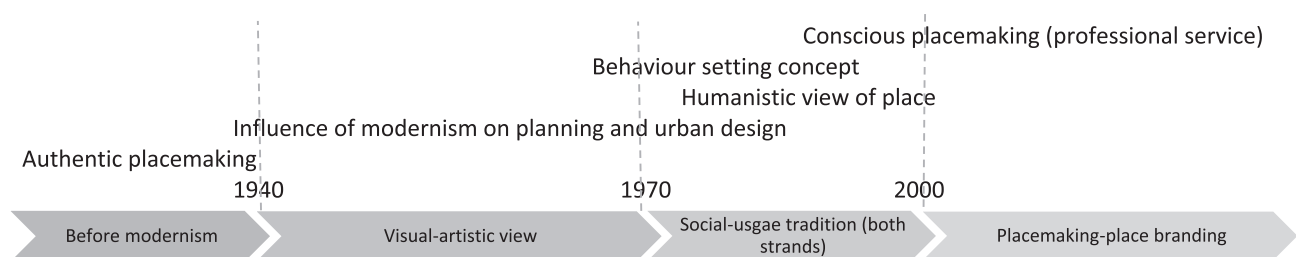 Conscious placemaking (professional service)
Behaviour setting concept
Humanistic view of place
Influence of modernism on planning and urban design
Authentic placemaking
1940 1970 2000
Before modernism
Visual-artistic view
Social-usgae tradition (both
strands)
Placemaking-place branding